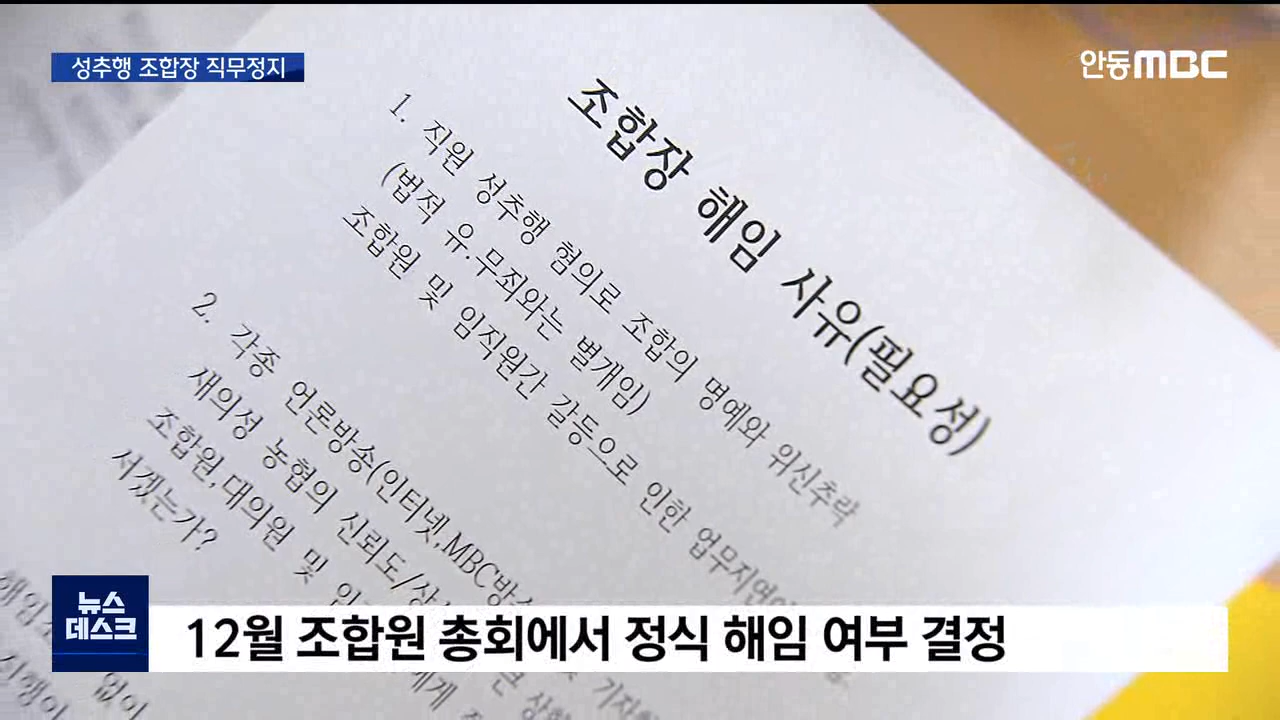 성추행 조합장 직무정지
안동MBC
조합장 해임 사유(필요성)
1. 직원 성추행 혐의로 조합의 명예와 위신추락
(법적 유.무죄와는 별개임)
조합원 및 임직원간 갈등으로 인한 업무지연
2. 각종 언론방송(인터넷,MBC방
새의성 농협의 신뢰도/상
조합원,대의원 및
서겠는가?
뉴스
데스크
12월 조합원 총회에서 정식 해임 여부 결정